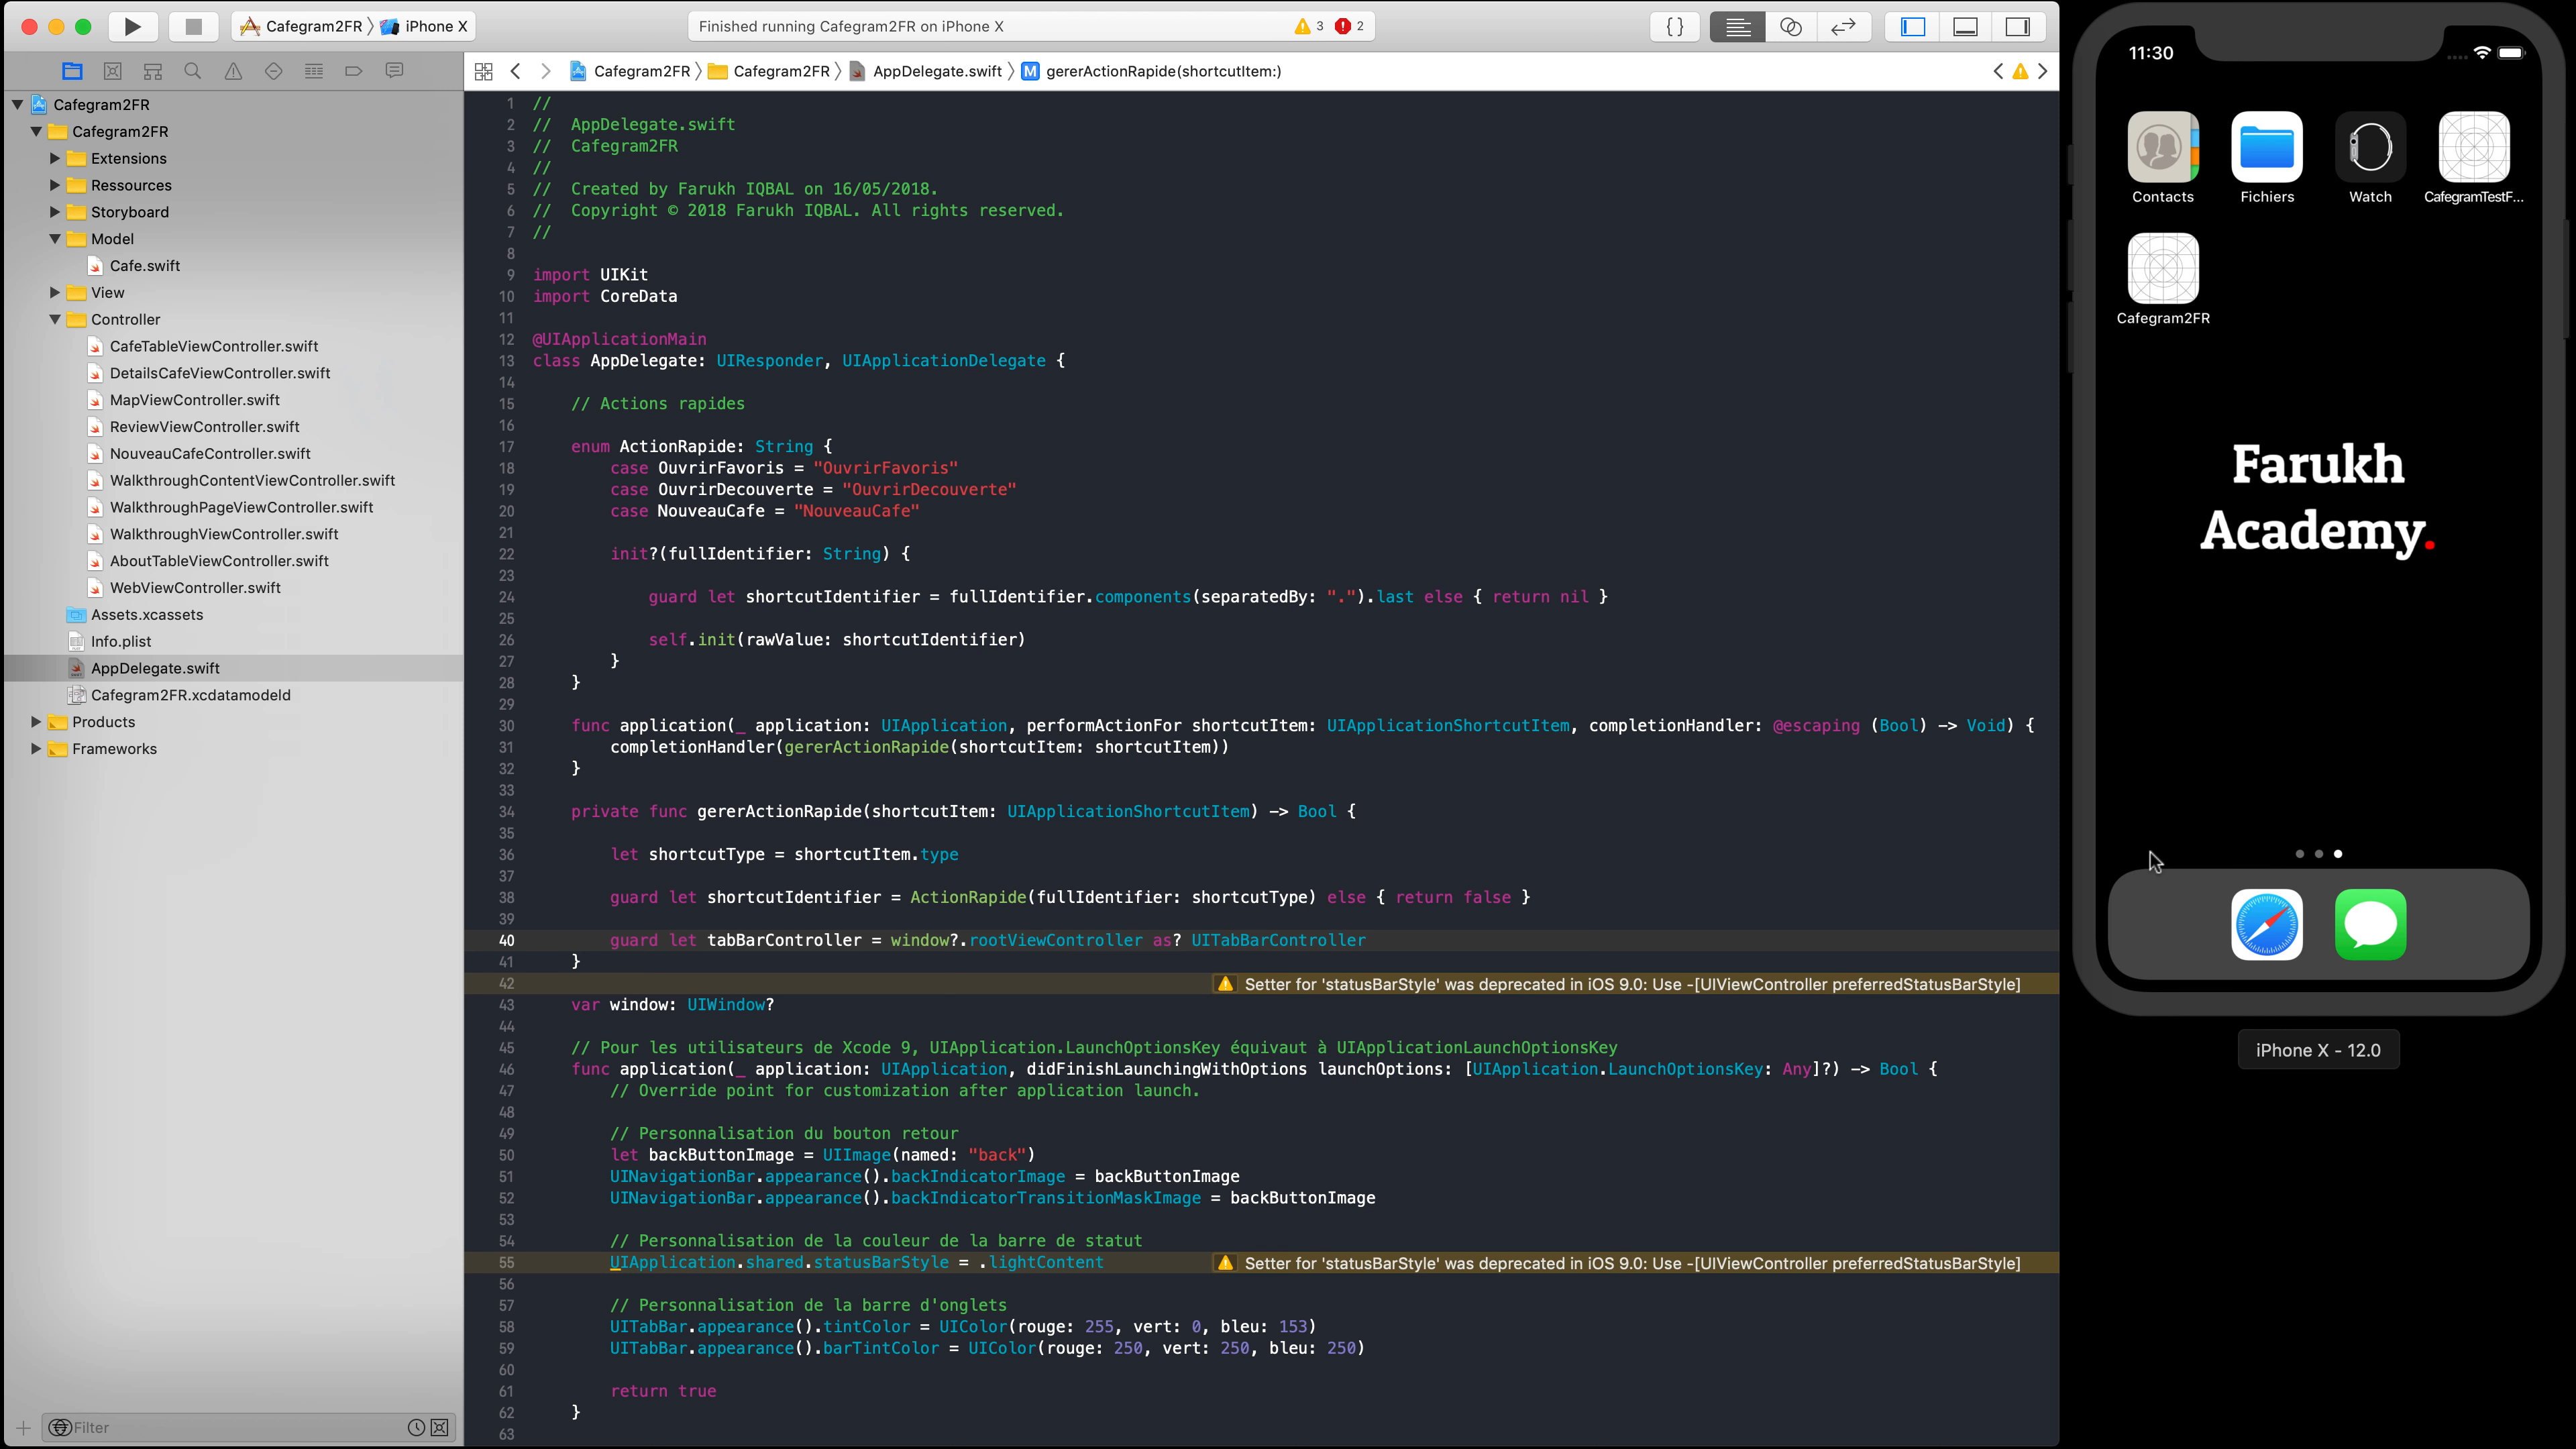 Cafegram2FR 〉 iPhone X
Finished running Cafegram2FR on iPhone X
3
2
{ }
Cafegram2FR 〉 Cafegram2FR 〉 AppDelegate.swift 〉 M gererActionRapide(shortcutItem:)
Cafegram2FR
Cafegram2FR
Extensions
Ressources
Storyboard
Model
Cafe.swift
View
Controller
CafeTableViewController.swift
DetailsCafeViewController.swift
MapViewController.swift
ReviewViewController.swift
NouveauCafeController.swift
WalkthroughContentViewController.swift
WalkthroughPageViewController.swift
WalkthroughViewController.swift
AboutTableViewController.swift
WebViewController.swift
Assets.xcassets
Info.plist
AppDelegate.swift
Cafegram2FR.xcdatamodeld
Products
Frameworks
Filter
1 //
2 //  AppDelegate.swift
3 //  Cafegram2FR
4 //
5 //  Created by Farukh IQBAL on 16/05/2018.
6 //  Copyright © 2018 Farukh IQBAL. All rights reserved.
7 //
8
9 import UIKit
10 import CoreData
11
12 @UIApplicationMain
13 class AppDelegate: UIResponder, UIApplicationDelegate {
14
15     // Actions rapides
16
17     enum ActionRapide: String {
18         case OuvrirFavoris = "OuvrirFavoris"
19         case OuvrirDecouverte = "OuvrirDecouverte"
20         case NouveauCafe = "NouveauCafe"
21
22         init?(fullIdentifier: String) {
23
24             guard let shortcutIdentifier = fullIdentifier.components(separatedBy: ".").last else { return nil }
25
26             self.init(rawValue: shortcutIdentifier)
27         }
28     }
29
30     func application(_ application: UIApplication, performActionFor shortcutItem: UIApplicationShortcutItem, completionHandler: @escaping (Bool) -> Void) {
31         completionHandler(gererActionRapide(shortcutItem: shortcutItem))
32     }
33
34     private func gererActionRapide(shortcutItem: UIApplicationShortcutItem) -> Bool {
35
36         let shortcutType = shortcutItem.type
37
38         guard let shortcutIdentifier = ActionRapide(fullIdentifier: shortcutType) else { return false }
39
40         guard let tabBarController = window?.rootViewController as? UITabBarController
41     }
42 Setter for 'statusBarStyle' was deprecated in iOS 9.0: Use -[UIViewController preferredStatusBarStyle]
43     var window: UIWindow?
44
45     // Pour les utilisateurs de Xcode 9, UIApplication.LaunchOptionsKey équivaut à UIApplicationLaunchOptionsKey
46     func application(_ application: UIApplication, didFinishLaunchingWithOptions launchOptions: [UIApplication.LaunchOptionsKey: Any]?) -> Bool {
47         // Override point for customization after application launch.
48
49         // Personnalisation du bouton retour
50         let backButtonImage = UIImage(named: "back")
51         UINavigationBar.appearance().backIndicatorImage = backButtonImage
52         UINavigationBar.appearance().backIndicatorTransitionMaskImage = backButtonImage
53
54         // Personnalisation de la couleur de la barre de statut
55         UIApplication.shared.statusBarStyle = .lightContent Setter for 'statusBarStyle' was deprecated in iOS 9.0: Use -[UIViewController preferredStatusBarStyle]
56
57         // Personnalisation de la barre d'onglets
58         UITabBar.appearance().tintColor = UIColor(rouge: 255, vert: 0, bleu: 153)
59         UITabBar.appearance().barTintColor = UIColor(rouge: 250, vert: 250, bleu: 250)
60
61         return true
62     }
63
11:30
Contacts
Fichiers
Watch
CafegramTestF...
Cafegram2FR
Farukh
Academy.
iPhone X - 12.0